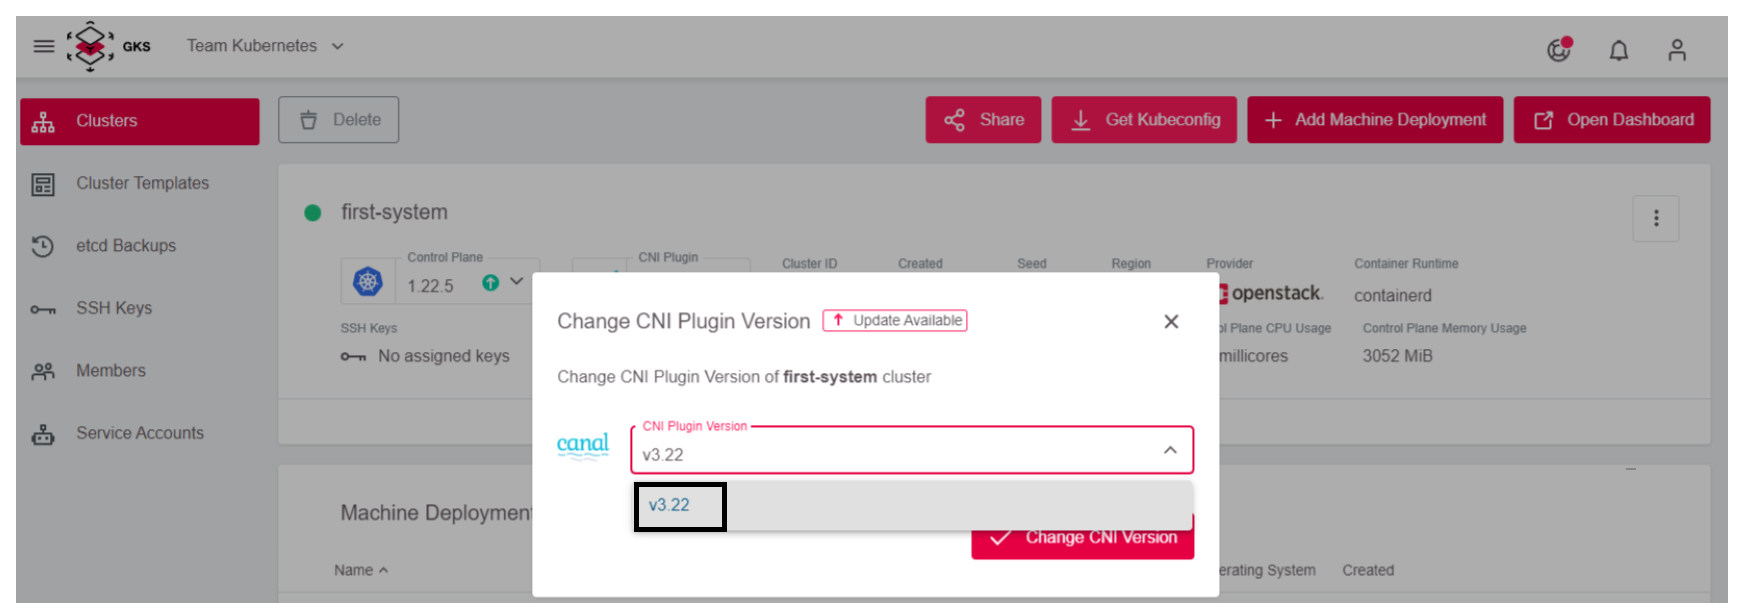 GKS Team Kubernetes
Clusters
Delete
Share
Get Kubeconfig
Add Machine Deployment
Open Dashboard
Cluster Templates
etcd Backups
SSH Keys
Members
Service Accounts
first-system
Control Plane
1.22.5
CNI Plugin
Cluster ID
Created
Seed
Region
Provider
openstack.
Container Runtime
containerd
SSH Keys
No assigned keys
Plane CPU Usage
millicores
Control Plane Memory Usage
3052 MiB
Change CNI Plugin Version
Update Available
Change CNI Plugin Version of first-system cluster
canal
CNI Plugin Version
v3.22
v3.22
Change CNI Version
Machine
Name
System
Created